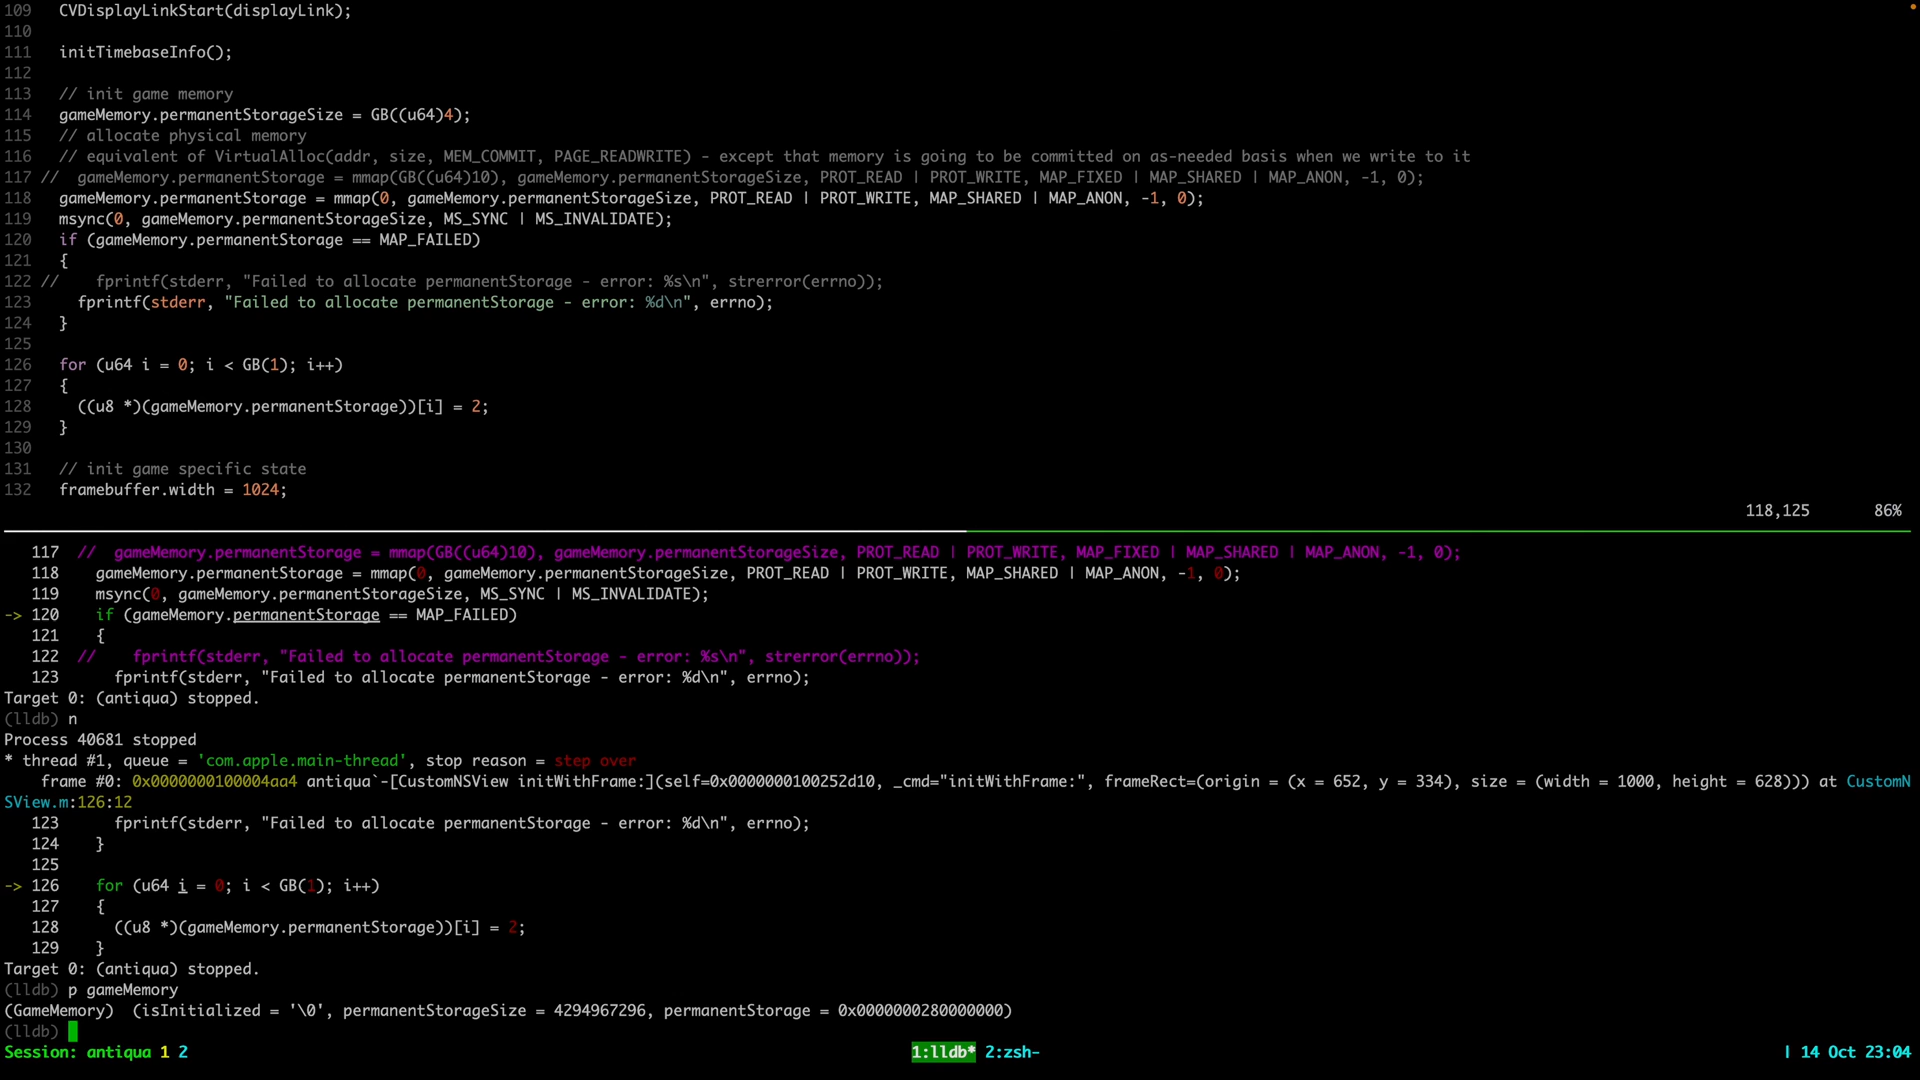 109   CVDisplayLinkStart(displayLink);
110
111   initTimebaseInfo();
112
113   // init game memory
114   gameMemory.permanentStorageSize = GB((u64)4);
115   // allocate physical memory
116   // equivalent of VirtualAlloc(addr, size, MEM_COMMIT, PAGE_READWRITE) - except that memory is going to be committed on as-needed basis when we write to it
117 //  gameMemory.permanentStorage = mmap(GB((u64)10), gameMemory.permanentStorageSize, PROT_READ | PROT_WRITE, MAP_FIXED | MAP_SHARED | MAP_ANON, -1, 0);
118   gameMemory.permanentStorage = mmap(0, gameMemory.permanentStorageSize, PROT_READ | PROT_WRITE, MAP_SHARED | MAP_ANON, -1, 0);
119   msync(0, gameMemory.permanentStorageSize, MS_SYNC | MS_INVALIDATE);
120   if (gameMemory.permanentStorage == MAP_FAILED)
121   {
122 //    fprintf(stderr, "Failed to allocate permanentStorage - error: %s\n", strerror(errno));
123     fprintf(stderr, "Failed to allocate permanentStorage - error: %d\n", errno);
124   }
125
126   for (u64 i = 0; i < GB(1); i++)
127   {
128     ((u8 *)(gameMemory.permanentStorage))[i] = 2;
129   }
130
131   // init game specific state
132   framebuffer.width = 1024;
118,125       86%
   117 //  gameMemory.permanentStorage = mmap(GB((u64)10), gameMemory.permanentStorageSize, PROT_READ | PROT_WRITE, MAP_FIXED | MAP_SHARED | MAP_ANON, -1, 0);
   118   gameMemory.permanentStorage = mmap(0, gameMemory.permanentStorageSize, PROT_READ | PROT_WRITE, MAP_SHARED | MAP_ANON, -1, 0);
   119   msync(0, gameMemory.permanentStorageSize, MS_SYNC | MS_INVALIDATE);
-> 120   if (gameMemory.permanentStorage == MAP_FAILED)
   121   {
   122 //    fprintf(stderr, "Failed to allocate permanentStorage - error: %s\n", strerror(errno));
   123     fprintf(stderr, "Failed to allocate permanentStorage - error: %d\n", errno);
Target 0: (antiqua) stopped.
(lldb) n
Process 40681 stopped
* thread #1, queue = 'com.apple.main-thread', stop reason = step over
    frame #0: 0x0000000100004aa4 antiqua`-[CustomNSView initWithFrame:](self=0x0000000100252d10, _cmd="initWithFrame:", frameRect=(origin = (x = 652, y = 334), size = (width = 1000, height = 628))) at CustomN
SView.m:126:12
   123     fprintf(stderr, "Failed to allocate permanentStorage - error: %d\n", errno);
   124   }
   125
-> 126   for (u64 i = 0; i < GB(1); i++)
   127   {
   128     ((u8 *)(gameMemory.permanentStorage))[i] = 2;
   129   }
Target 0: (antiqua) stopped.
(lldb) p gameMemory
(GameMemory)  (isInitialized = '\0', permanentStorageSize = 4294967296, permanentStorage = 0x0000000280000000)
(lldb)
Session: antiqua 1 2       1:lldb* 2:zsh-       | 14 Oct 23:04